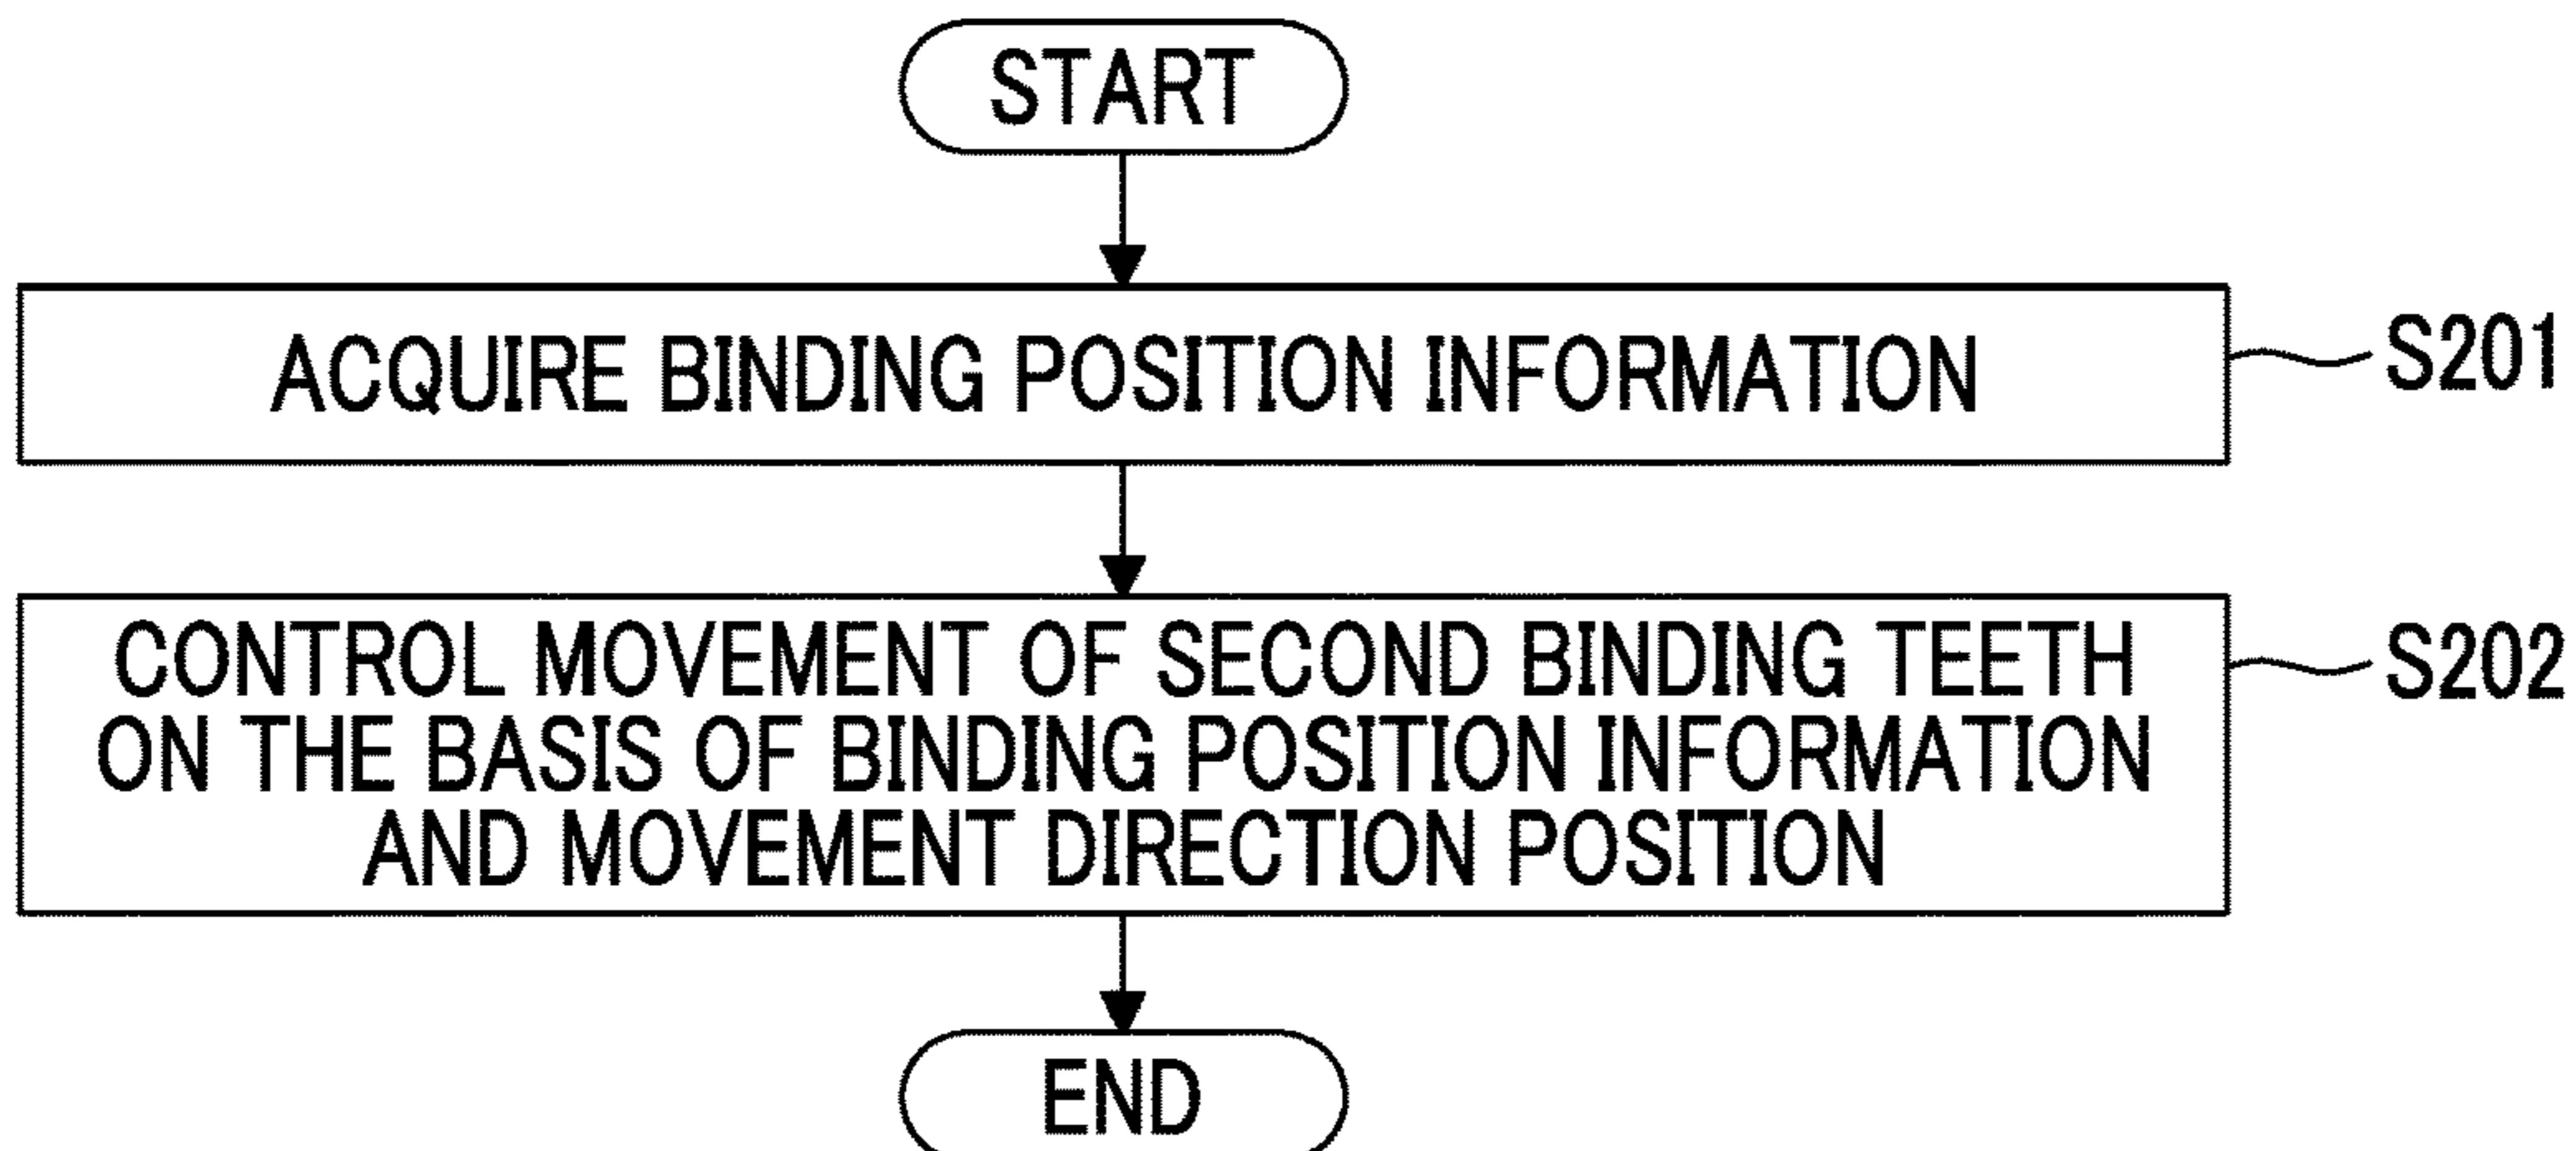 START
ACQUIRE BINDING POSITION INFORMATION
S201
CONTROL MOVEMENT OF SECOND BINDING TEETH
ON THE BASIS OF BINDING POSITION INFORMATION
AND MOVEMENT DIRECTION POSITION
S202
END